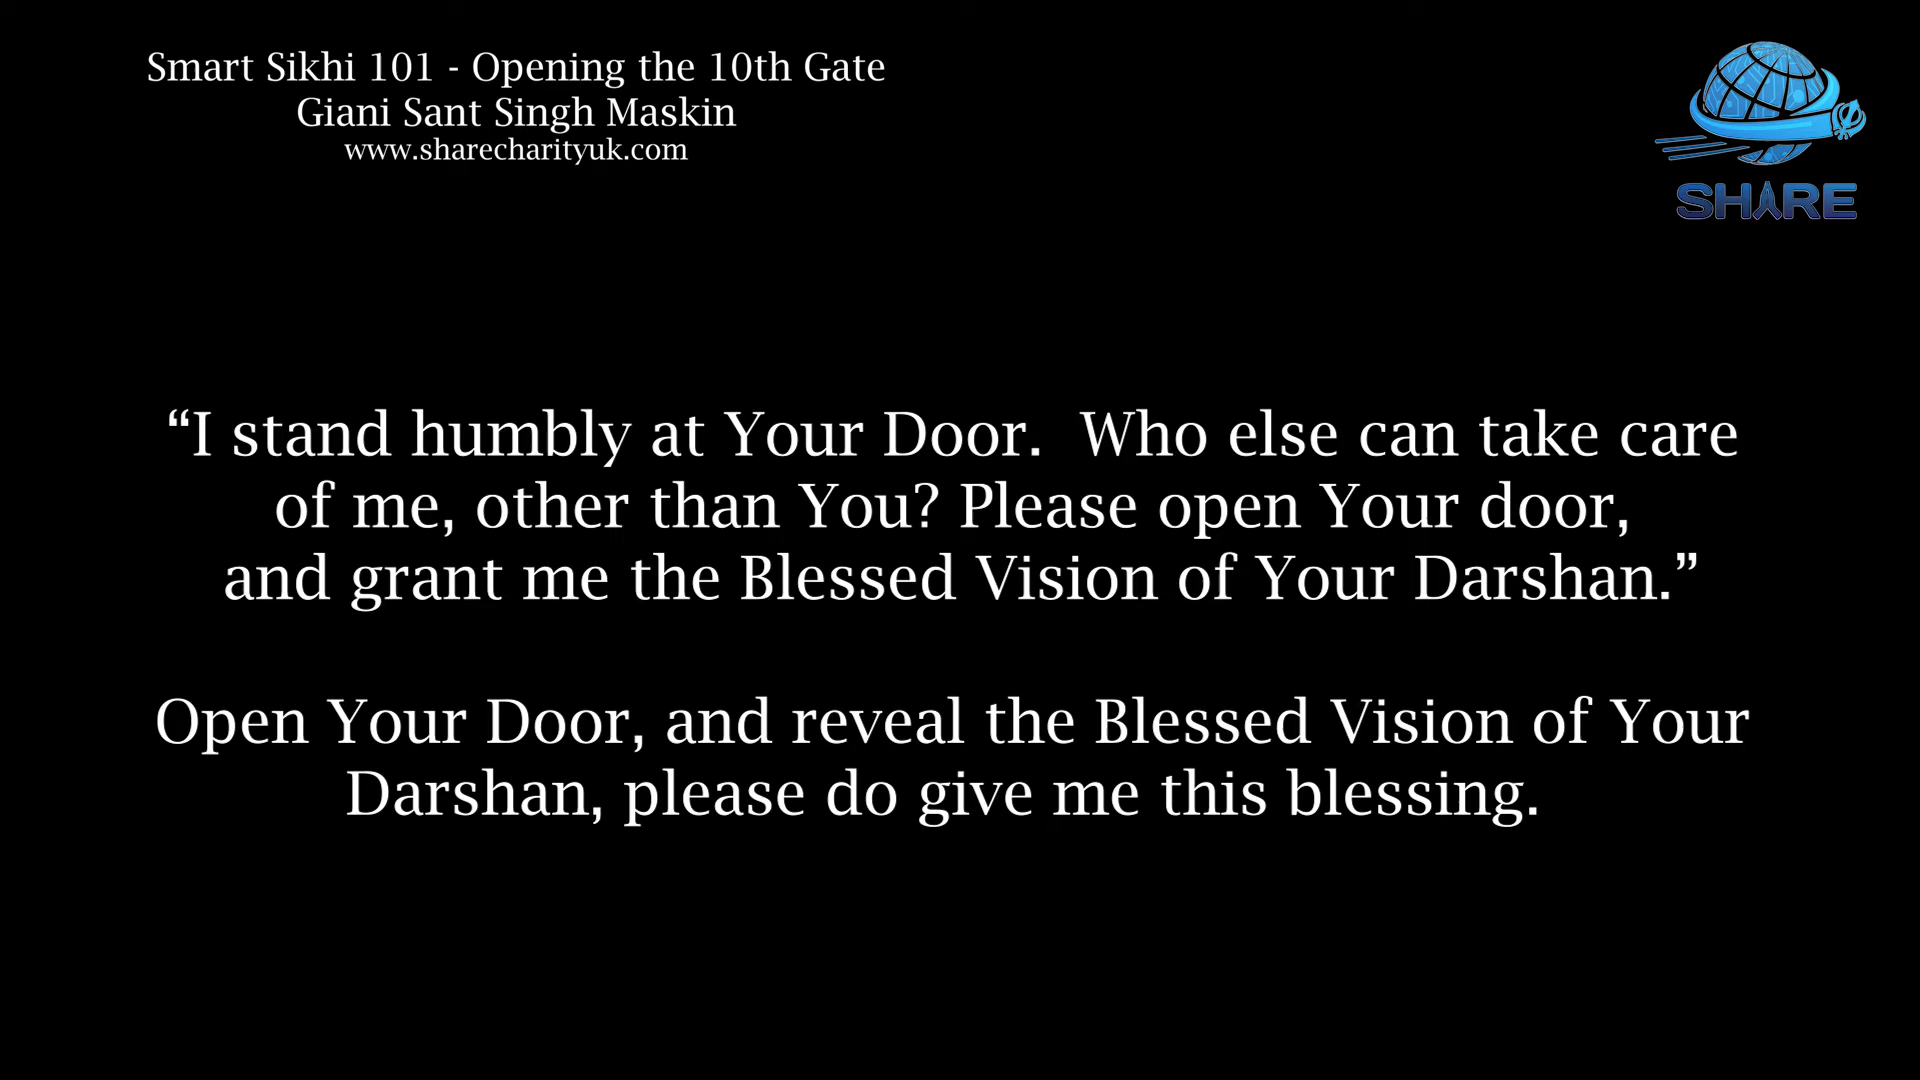 Smart Sikhi 101 - Opening the 10th Gate
Giani Sant Singh Maskin
www.sharecharityuk.com
SHARE
“I stand humbly at Your Door.  Who else can take care
of me, other than You? Please open Your door,
and grant me the Blessed Vision of Your Darshan.”
Open Your Door, and reveal the Blessed Vision of Your
Darshan, please do give me this blessing.